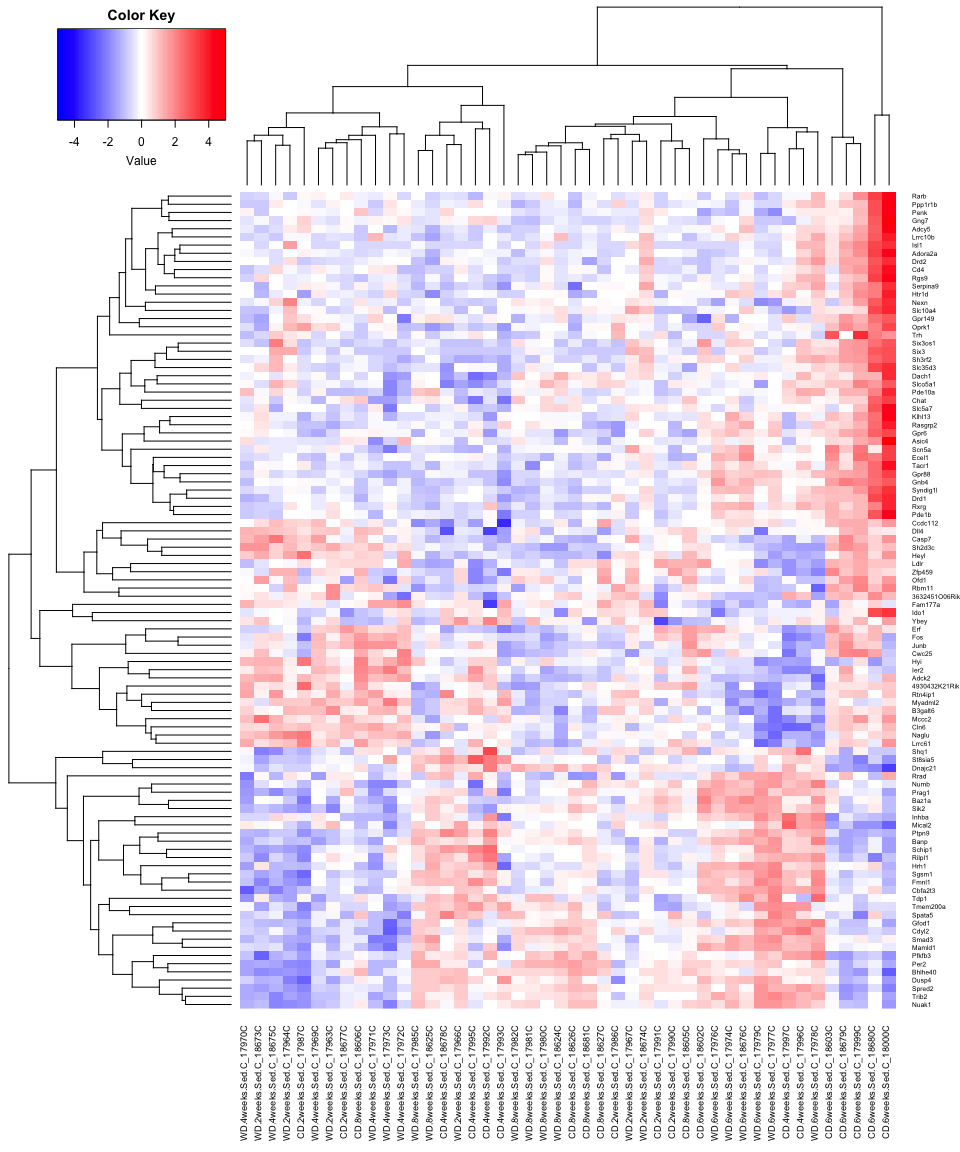 Color Key
-4 -2 0 2 4
Value
Rarb
Ppp1r1b
Penk
Gng7
Adcy5
Lrrc10b
Isl1
Adora2a
Drd2
Cd4
Rgs9
Serpina9
Htr1d
Nexn
Slc10a4
Gpr149
Oprk1
Trh
Six3os1
Six3
Sh3rf2
Slc35d3
Dach1
Slco5a1
Pde10a
Chat
Slc5a7
Klhl13
Rasgrp2
Gpr6
Asic4
Scn5a
Ecel1
Tacr1
Gpr88
Gnb4
Syndig1l
Drd1
Rxrg
Pde1b
Ccdc112
Dll4
Casp7
Sh2d3c
Heyl
Ldlr
Zfp459
Ofd1
Rbm11
3632451O06Rik
Fam177a
Ido1
Ybey
Erf
Fos
Junb
Cwc25
Hyi
Ier2
Adck2
4930432K21Rik
Rtn4ip1
Myadml2
B3galt6
Mccc2
Cln6
Naglu
Lrrc61
Shq1
St8sia5
Dnajc21
Rrad
Numb
Prag1
Baz1a
Sik2
Inhba
Mical2
Ptpn9
Banp
Schip1
Rilpl1
Hrh1
Sgsm1
Fmnl1
Cbfa2t3
Tdp1
Tmem200a
Spata5
Gfod1
Cdyl2
Smad3
Mamld1
Pfkfb3
Per2
Bhlhe40
Dusp4
Spred2
Trib2
Nuak1
WD.4weeks.Sed.C_17970C
WD.2weeks.Sed.C_18673C
WD.4weeks.Sed.C_18675C
WD.2weeks.Sed.C_17964C
CD.2weeks.Sed.C_17987C
WD.4weeks.Sed.C_17969C
WD.2weeks.Sed.C_17963C
CD.2weeks.Sed.C_18677C
CD.8weeks.Sed.C_18606C
WD.4weeks.Sed.C_17971C
WD.4weeks.Sed.C_17973C
WD.4weeks.Sed.C_17972C
WD.8weeks.Sed.C_17985C
WD.8weeks.Sed.C_18625C
CD.4weeks.Sed.C_18678C
WD.2weeks.Sed.C_17966C
CD.4weeks.Sed.C_17995C
CD.4weeks.Sed.C_17992C
CD.4weeks.Sed.C_17993C
WD.8weeks.Sed.C_17982C
WD.8weeks.Sed.C_17981C
WD.8weeks.Sed.C_17980C
WD.8weeks.Sed.C_18624C
CD.8weeks.Sed.C_18626C
CD.8weeks.Sed.C_18681C
CD.8weeks.Sed.C_18627C
CD.2weeks.Sed.C_17986C
WD.2weeks.Sed.C_17967C
WD.2weeks.Sed.C_18674C
CD.2weeks.Sed.C_17991C
CD.2weeks.Sed.C_17990C
CD.8weeks.Sed.C_18605C
CD.6weeks.Sed.C_18602C
WD.6weeks.Sed.C_17976C
WD.6weeks.Sed.C_17974C
WD.6weeks.Sed.C_18676C
WD.6weeks.Sed.C_17979C
WD.6weeks.Sed.C_17977C
CD.4weeks.Sed.C_17997C
CD.4weeks.Sed.C_17996C
WD.6weeks.Sed.C_17978C
CD.6weeks.Sed.C_18603C
CD.6weeks.Sed.C_18679C
CD.6weeks.Sed.C_17999C
CD.6weeks.Sed.C_18680C
CD.6weeks.Sed.C_18000C